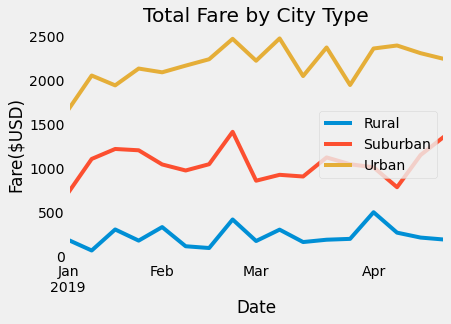 Total Fare by City Type
Fare($USD)
2500
2000
1500
1000
500
0
Rural
Suburban
Urban
Jan
2019
Feb
Mar
Apr
Date